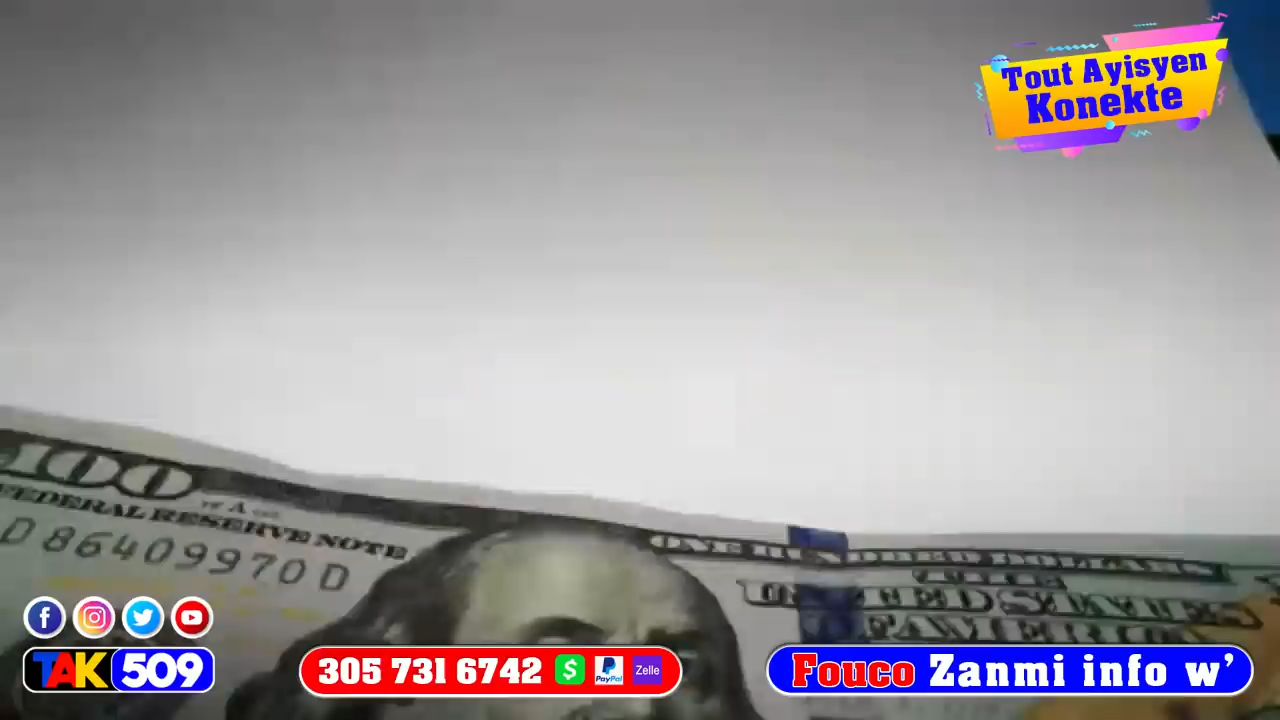 Tout Ayisyen
Konekte
100
FEDERAL RESERVE NOTE
D 86409970 D
ONE HUNDRED DOLLARS
UNITED STATES
OF AMERICA
TAK 509
305 731 6742
$ PayPal Zelle
Fouco Zanmi info w'